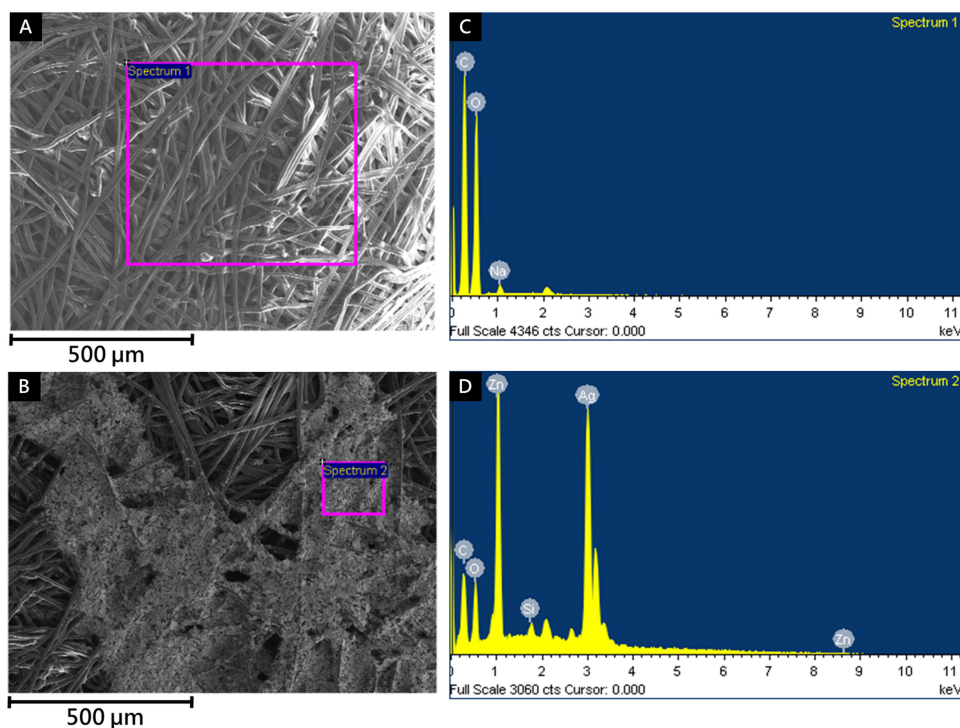 A
Spectrum 1
500 µm
C
Spectrum 1
C
O
Na
0 1 2 3 4 5 6 7 8 9 10 11
Full Scale 4346 cts Cursor: 0.000 keV
B
Spectrum 2
500 µm
D
Spectrum 2
Zn
Ag
C
O
Si
Zn
0 1 2 3 4 5 6 7 8 9 10 11
Full Scale 3060 cts Cursor: 0.000 keV